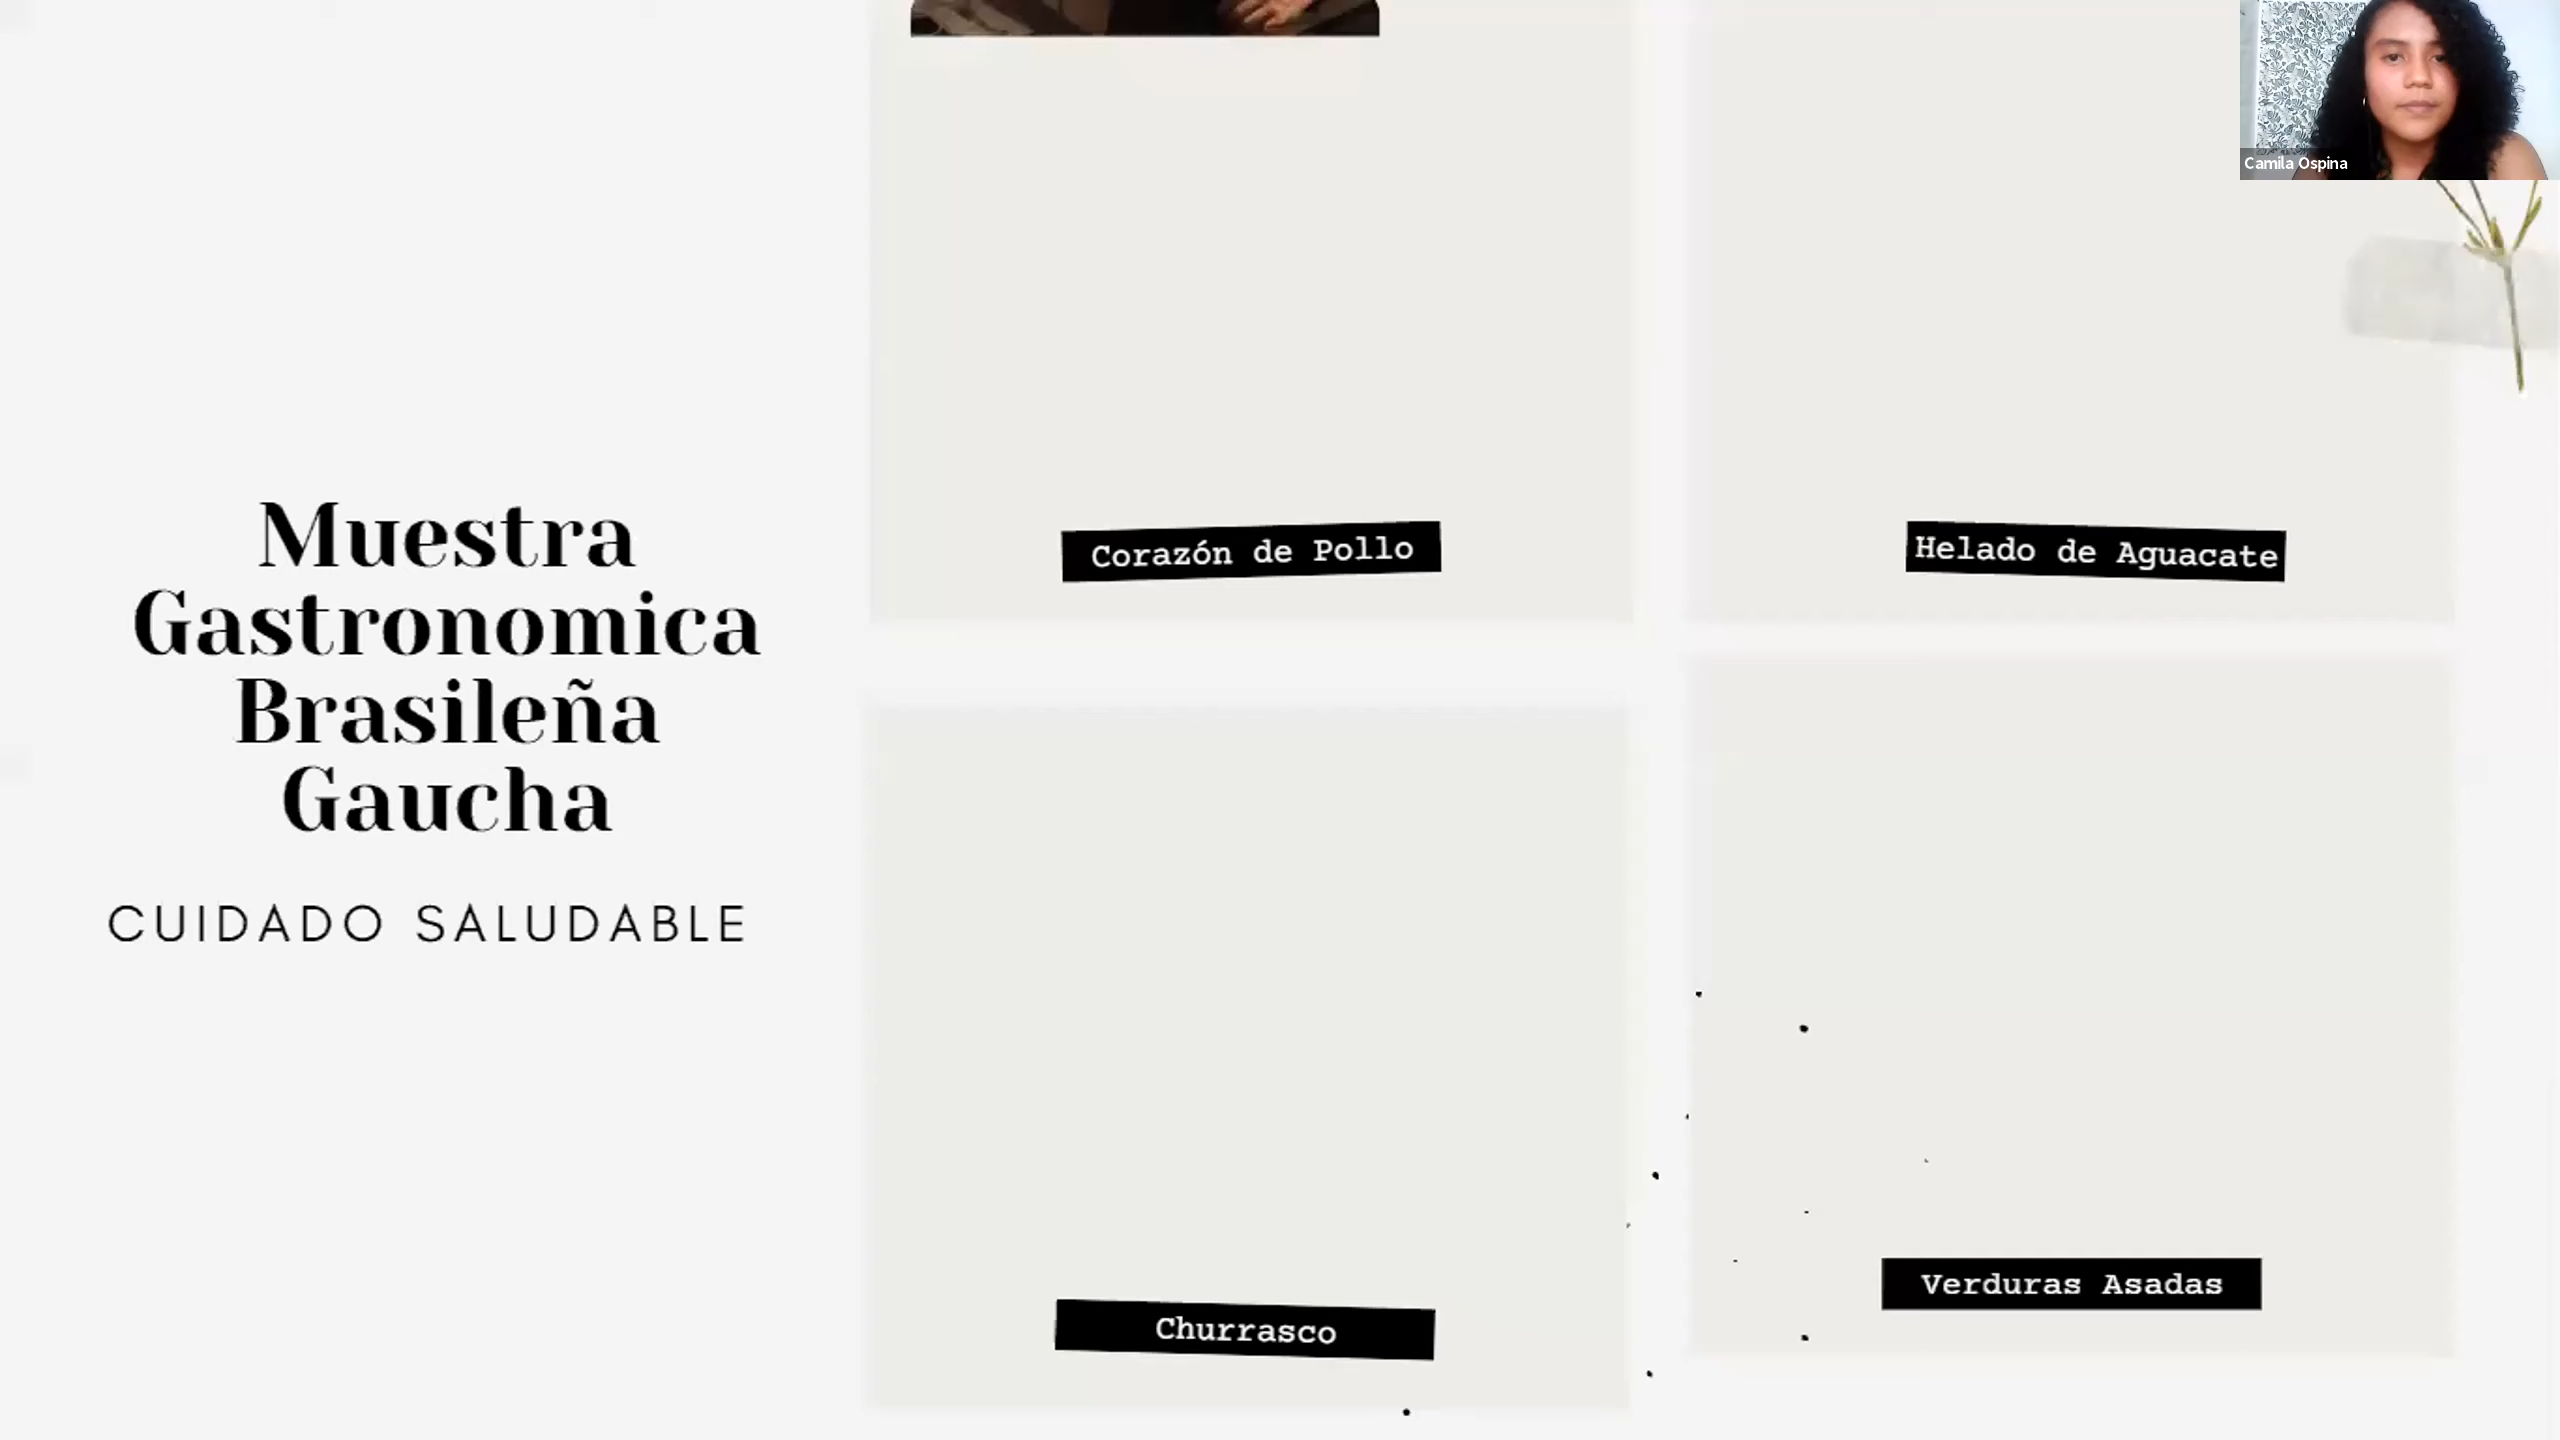 Camila Ospina
Muestra
Gastronomica
Brasileña
Gaucha
CUIDADO SALUDABLE
Corazón de Pollo
Helado de Aguacate
Churrasco
Verduras Asadas